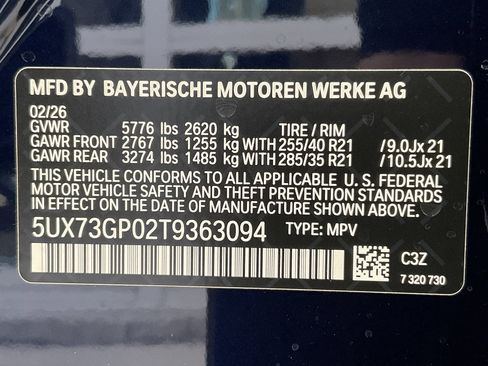 MFD BY BAYERISCHE MOTOREN WERKE AG
02/26
GVWR 5776 lbs 2620 kg TIRE / RIM
GAWR FRONT 2767 lbs 1255 kg WITH 255/40 R21 /9.0Jx 21
GAWR REAR 3274 lbs 1485 kg WITH 285/35 R21 /10.5Jx 21
THIS VEHICLE CONFORMS TO ALL APPLICABLE U. S. FEDERAL
MOTOR VEHICLE SAFETY AND THEFT PREVENTION STANDARDS
IN EFFECT ON THE DATE OF MANUFACTURE SHOWN ABOVE.
5UX73GP02T9363094 TYPE: MPV
C3Z
7 320 730